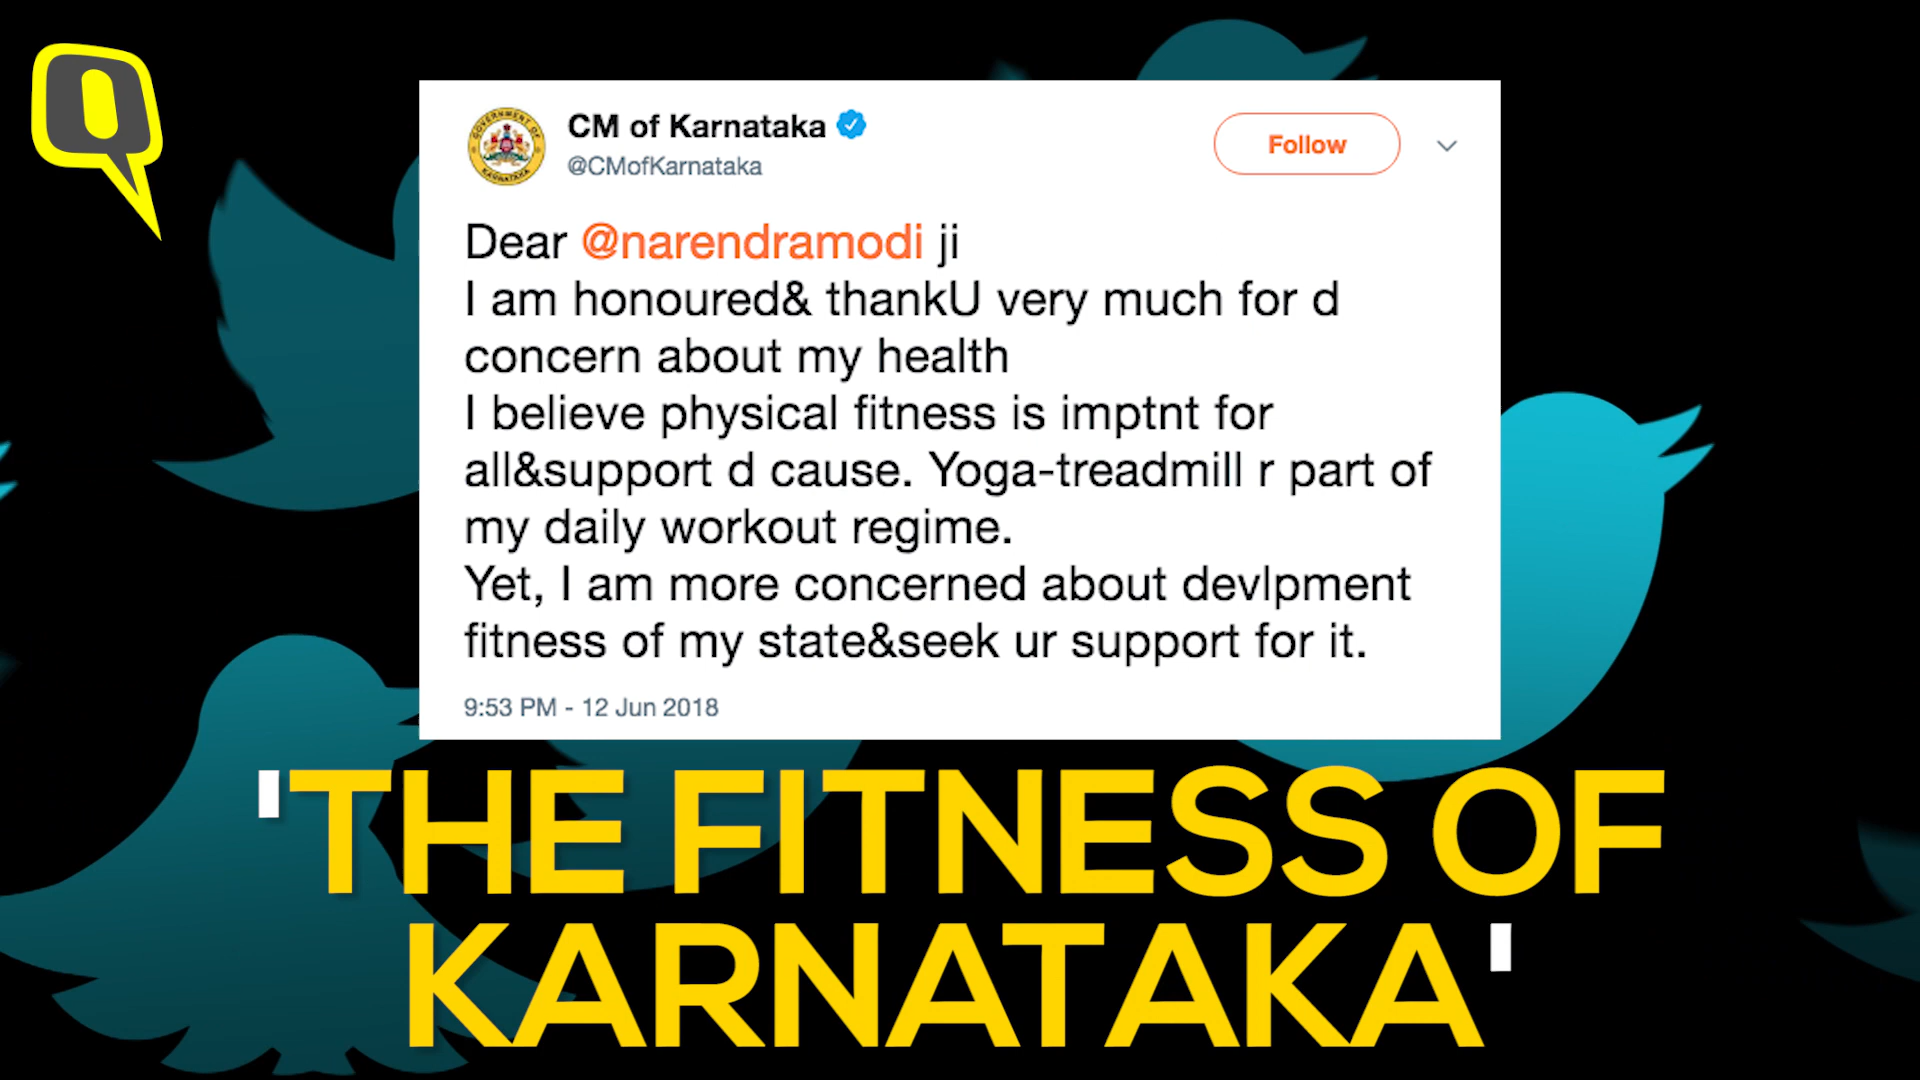 CM of Karnataka
@CMofKarnataka
Follow
Dear @narendramodi ji
I am honoured& thankU very much for d
concern about my health
I believe physical fitness is imptnt for
all&support d cause. Yoga-treadmill r part of
my daily workout regime.
Yet, I am more concerned about devlpment
fitness of my state&seek ur support for it.
9:53 PM - 12 Jun 2018
'THE FITNESS OF
KARNATAKA'
Q
GOVERNMENT OF
KARNATAKA